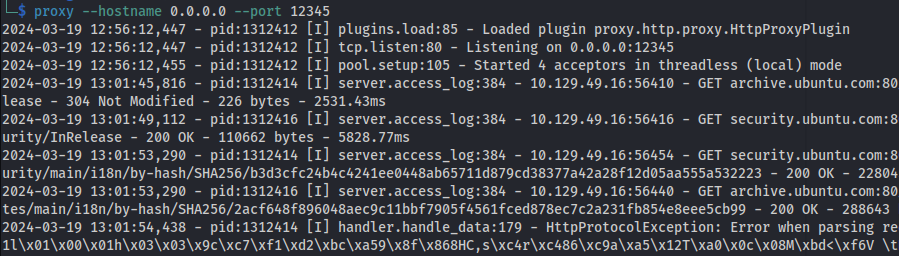 └─$ proxy --hostname 0.0.0.0 --port 12345
2024-03-19 12:56:12,447 - pid:1312412 [I] plugins.load:85 - Loaded plugin proxy.http.proxy.HttpProxyPlugin
2024-03-19 12:56:12,447 - pid:1312412 [I] tcp.listen:80 - Listening on 0.0.0.0:12345
2024-03-19 12:56:12,455 - pid:1312412 [I] pool.setup:105 - Started 4 acceptors in threadless (local) mode
2024-03-19 13:01:45,816 - pid:1312414 [I] server.access_log:384 - 10.129.49.16:56410 - GET archive.ubuntu.com:80
lease - 304 Not Modified - 226 bytes - 2531.43ms
2024-03-19 13:01:49,112 - pid:1312416 [I] server.access_log:384 - 10.129.49.16:56416 - GET security.ubuntu.com:8
urity/InRelease - 200 OK - 110662 bytes - 5828.77ms
2024-03-19 13:01:53,290 - pid:1312414 [I] server.access_log:384 - 10.129.49.16:56454 - GET security.ubuntu.com:8
urity/main/i18n/by-hash/SHA256/b3d3cfc24b4c4241ee0448ab65711d879cd38377a42a28f12d05aa555a532223 - 200 OK - 22804
2024-03-19 13:01:53,290 - pid:1312416 [I] server.access_log:384 - 10.129.49.16:56440 - GET archive.ubuntu.com:80
tes/main/i18n/by-hash/SHA256/2acf648f896048aec9c11bbf7905f4561fced878ec7c2a231fb854e8eee5cb99 - 200 OK - 288643
2024-03-19 13:01:54,438 - pid:1312414 [I] handler.handle_data:179 - HttpProtocolException: Error when parsing re
1l\x01\x00\x01h\x03\x03\x9c\xc7\xf1\xd2\xbc\xa59\x8f\x868HC,s\xc4r\xc486\xc9a\xa5\x12T\xa0\x0c\x08M\xbd<\xf6V \t